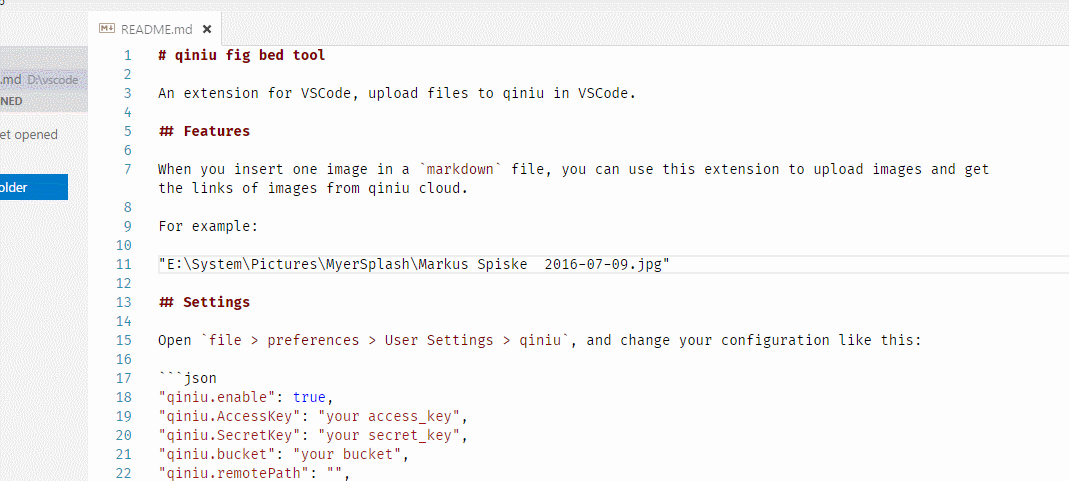 README.md ×
.md D:\vscode
NED
et opened
older
1 # qiniu fig bed tool
2
3 An extension for VSCode, upload files to qiniu in VSCode.
4
5 ## Features
6
7 When you insert one image in a `markdown` file, you can use this extension to upload images and get
the links of images from qiniu cloud.
8
9 For example:
10
11 "E:\System\Pictures\MyerSplash\Markus Spiske  2016-07-09.jpg"
12
13 ## Settings
14
15 Open `file > preferences > User Settings > qiniu`, and change your configuration like this:
16
17 ```json
18 "qiniu.enable": true,
19 "qiniu.AccessKey": "your access_key",
20 "qiniu.SecretKey": "your secret_key",
21 "qiniu.bucket": "your bucket",
22 "qiniu.remotePath": "",